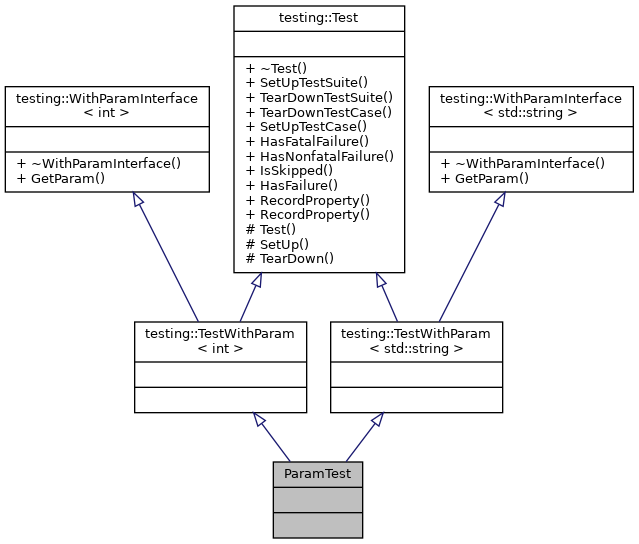 testing::Test
+ ~Test()
+ SetUpTestSuite()
+ TearDownTestSuite()
+ TearDownTestCase()
+ SetUpTestCase()
+ HasFatalFailure()
+ HasNonfatalFailure()
+ IsSkipped()
+ HasFailure()
+ RecordProperty()
+ RecordProperty()
# Test()
# SetUp()
# TearDown()
testing::WithParamInterface
< int >
+ ~WithParamInterface()
+ GetParam()
testing::WithParamInterface
< std::string >
+ ~WithParamInterface()
+ GetParam()
testing::TestWithParam
< int >
testing::TestWithParam
< std::string >
ParamTest